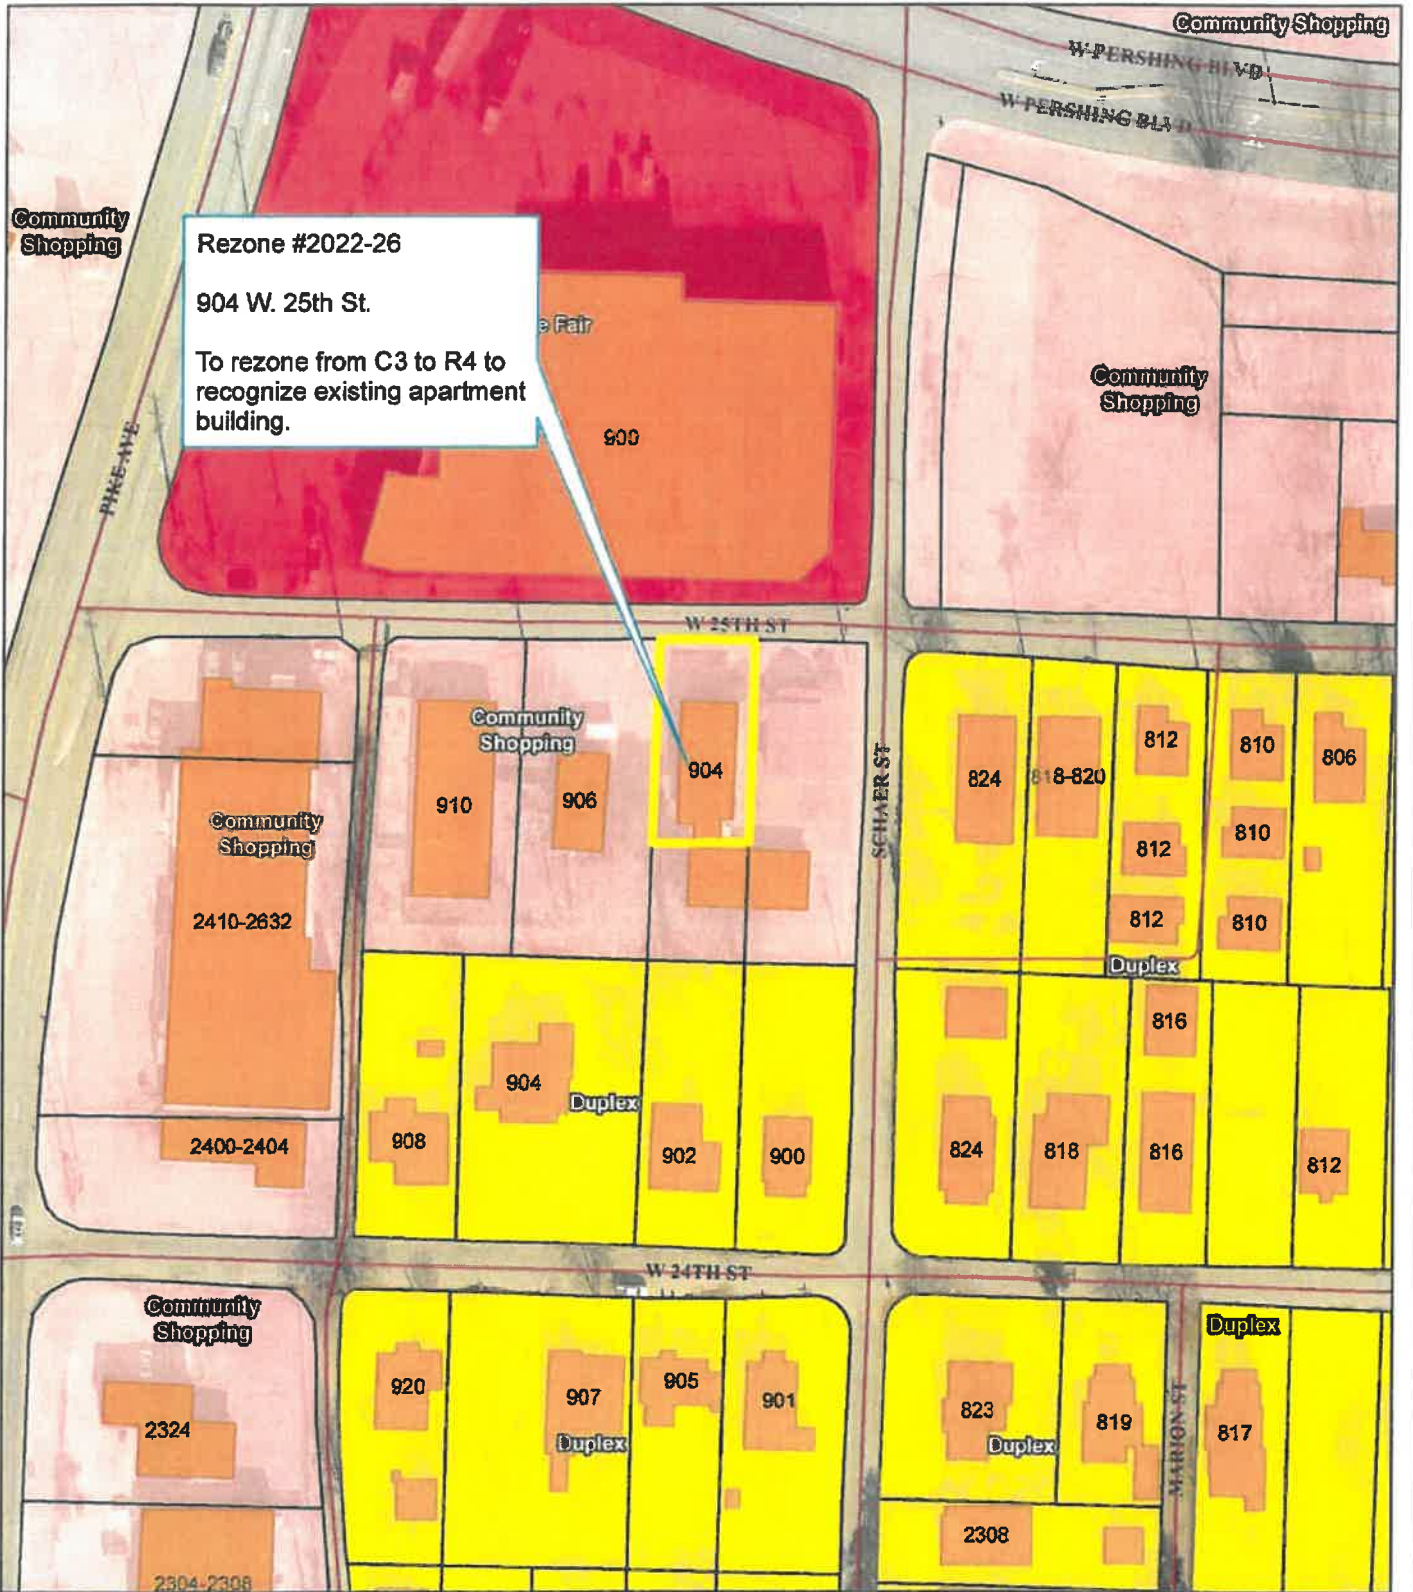 Community Shopping
W PERSHING BLVD
W PERSHING BLVD
Community
Shopping
Rezone #2022-26
904 W. 25th St.
To rezone from C3 to R4 to
recognize existing apartment
building.
e Fair
900
Community
Shopping
PIKE AVE
W 25TH ST
Community
Shopping
910
906
904
SCHAER ST
824
818-820
812
810
806
812
810
812
810
Duplex
Community
Shopping
2410-2632
2400-2404
908
904
Duplex
902
900
816
824
818
816
812
W 24TH ST
Community
Shopping
2324
2304-2308
920
907
Duplex
905
901
823
Duplex
819
MARION ST
Duplex
817
2308